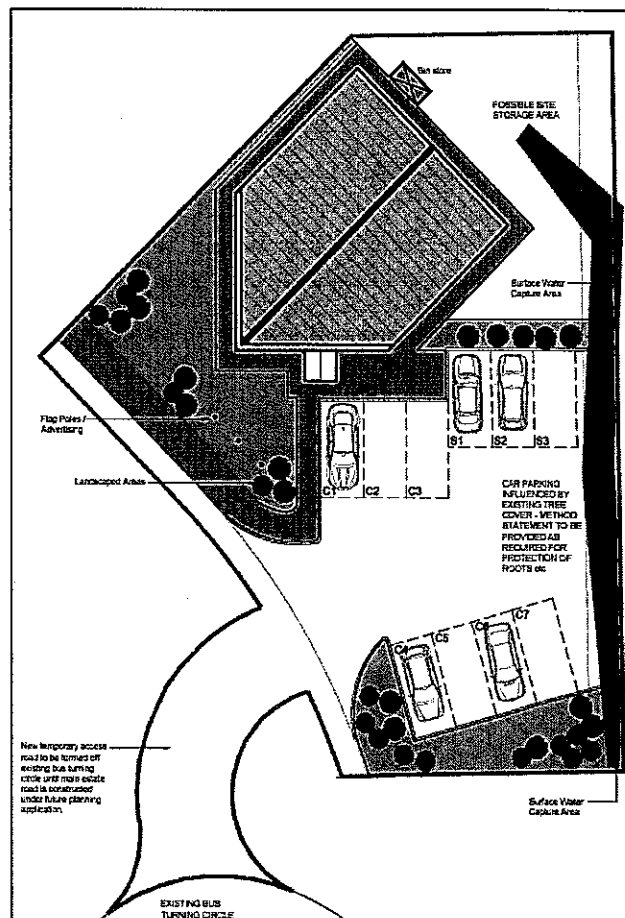 Bin store
POSSIBLE SITE
STORAGE AREA
Surface Water
Capture Area
Flag Poles /
Advertising
Landscaped Areas
S1
S2
S3
C1
C2
C3
CAR PARKING
INFLUENCED BY
EXISTING TREE
COVER - METHOD
STATEMENT TO BE
PROVIDED AS
REQUIRED FOR
PROTECTION OF
ROOTS etc
C4
C5
C6
C7
New temporary access
road to be formed off
existing bus turning
circle until main estate
road is constructed
under future planning
application.
Surface Water
Capture Area
EXISTING BUS
TURNING CIRCLE